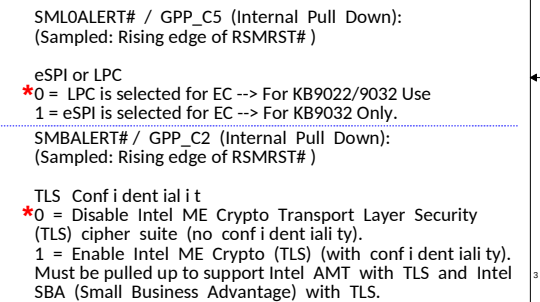 SML0ALERT# / GPP_C5 (Internal Pull Down):
(Sampled: Rising edge of RSMRST# )
eSPI or LPC
*0 = LPC is selected for EC --> For KB9022/9032 Use
1 = eSPI is selected for EC --> For KB9032 Only.
SMBALERT# / GPP_C2 (Internal Pull Down):
(Sampled: Rising edge of RSMRST# )
TLS Conf i dent ial i t
*0 = Disable Intel ME Crypto Transport Layer Security
(TLS) cipher suite (no conf i dent iali ty).
1 = Enable Intel ME Crypto (TLS) (with conf i dent iali ty).
Must be pulled up to support Intel AMT with TLS and Intel
SBA (Small Business Advantage) with TLS.
3